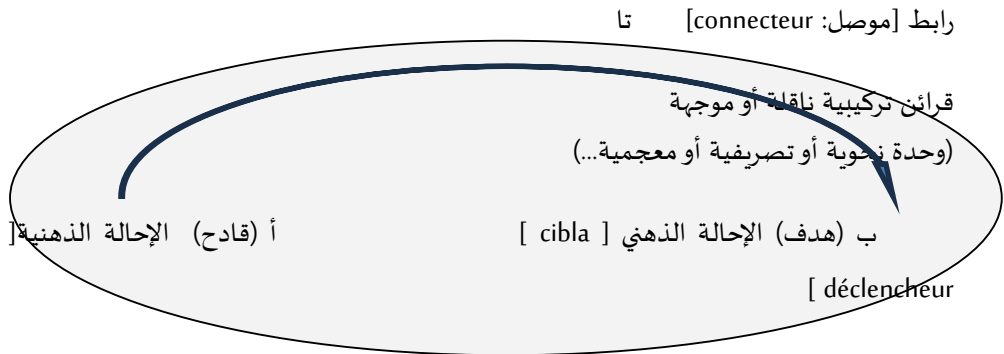 رابط [موصل: connecteur] تا
قرائن تركيبية ناقلة أو موجهة
(وحدة نحوية أو تصريفية أو معجمية...)
ب (هدف) الإحالة الذهني [ cibla ] أ (قادح) الإحالة الذهنية[
déclencheur ]